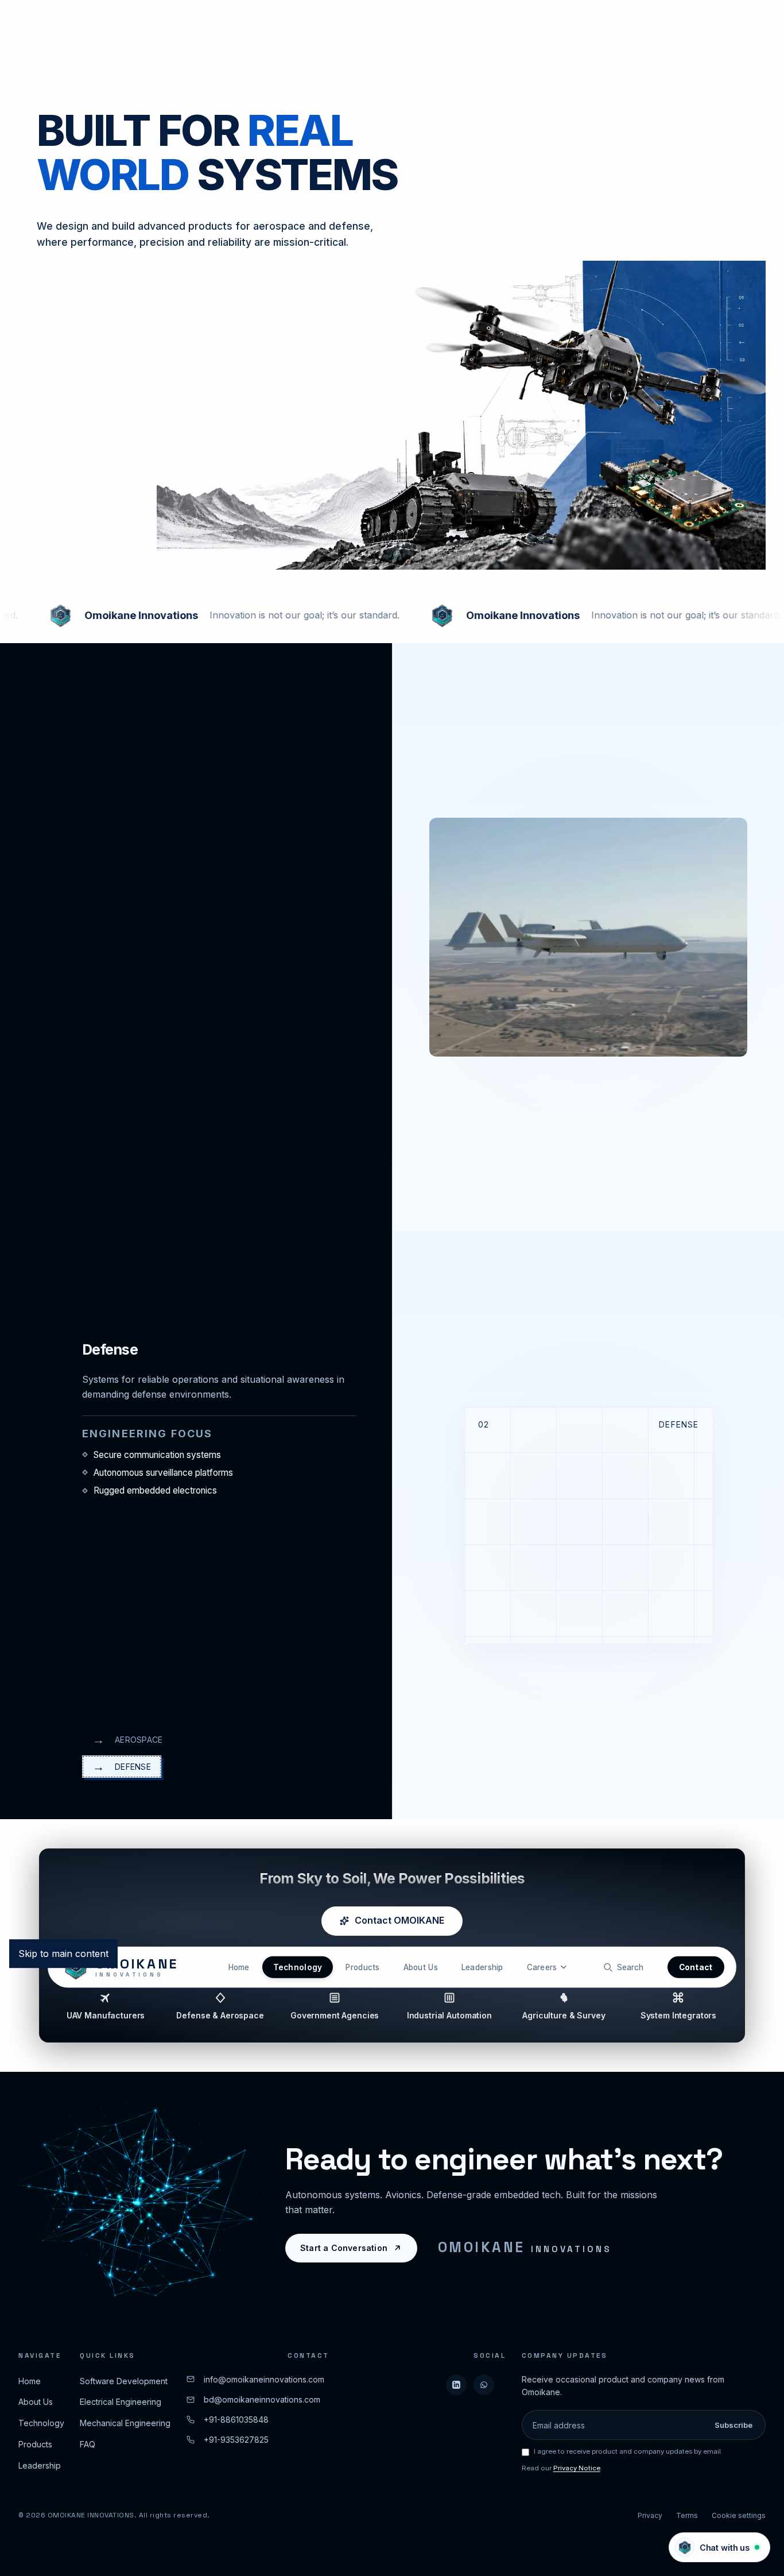 BUILT FOR REAL
WORLD SYSTEMS
We design and build advanced products for aerospace and defense,
where performance, precision and reliability are mission-critical.
Omoikane Innovations Innovation is not our goal; it’s our standard.
Omoikane Innovations Innovation is not our goal; it’s our standard.
Defense
Systems for reliable operations and situational awareness in
demanding defense environments.
ENGINEERING FOCUS
Secure communication systems
Autonomous surveillance platforms
Rugged embedded electronics
02 DEFENSE
→ AEROSPACE
→ DEFENSE
From Sky to Soil, We Power Possibilities
Contact OMOIKANE
Skip to main content
OMOIKANE
INNOVATIONS
Home Technology Products About Us Leadership Careers Search Contact
UAV Manufacturers Defense & Aerospace Government Agencies Industrial Automation Agriculture & Survey System Integrators
Ready to engineer what’s next?
Autonomous systems. Avionics. Defense-grade embedded tech. Built for the missions
that matter.
Start a Conversation
OMOIKANE INNOVATIONS
NAVIGATE
Home
About Us
Technology
Products
Leadership
QUICK LINKS
Software Development
Electrical Engineering
Mechanical Engineering
FAQ
CONTACT
info@omoikaneinnovations.com
bd@omoikaneinnovations.com
+91-8861035848
+91-9353627825
SOCIAL
COMPANY UPDATES
Receive occasional product and company news from
Omoikane.
Email address Subscribe
I agree to receive product and company updates by email
Read our Privacy Notice
© 2026 OMOIKANE INNOVATIONS. All rights reserved.
Privacy Terms Cookie settings
Chat with us